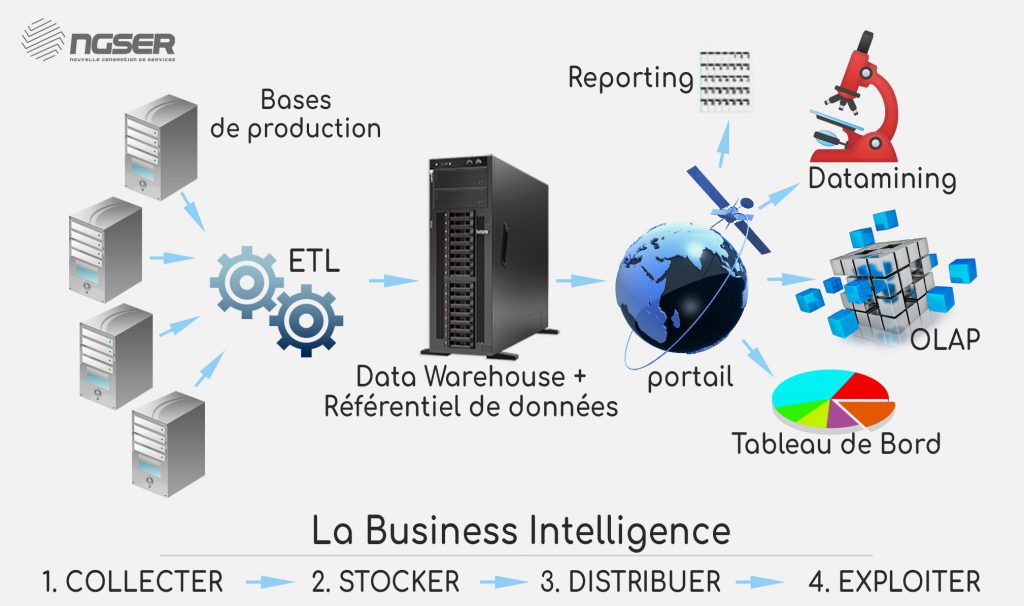 NGSER
NOUVELLE GENERATION DE SERVICES
Bases
de production
ETL
Data Warehouse +
Référentiel de données
portail
Reporting
Datamining
OLAP
Tableau de Bord
La Business Intelligence
1. COLLECTER 2. STOCKER 3. DISTRIBUER 4. EXPLOITER